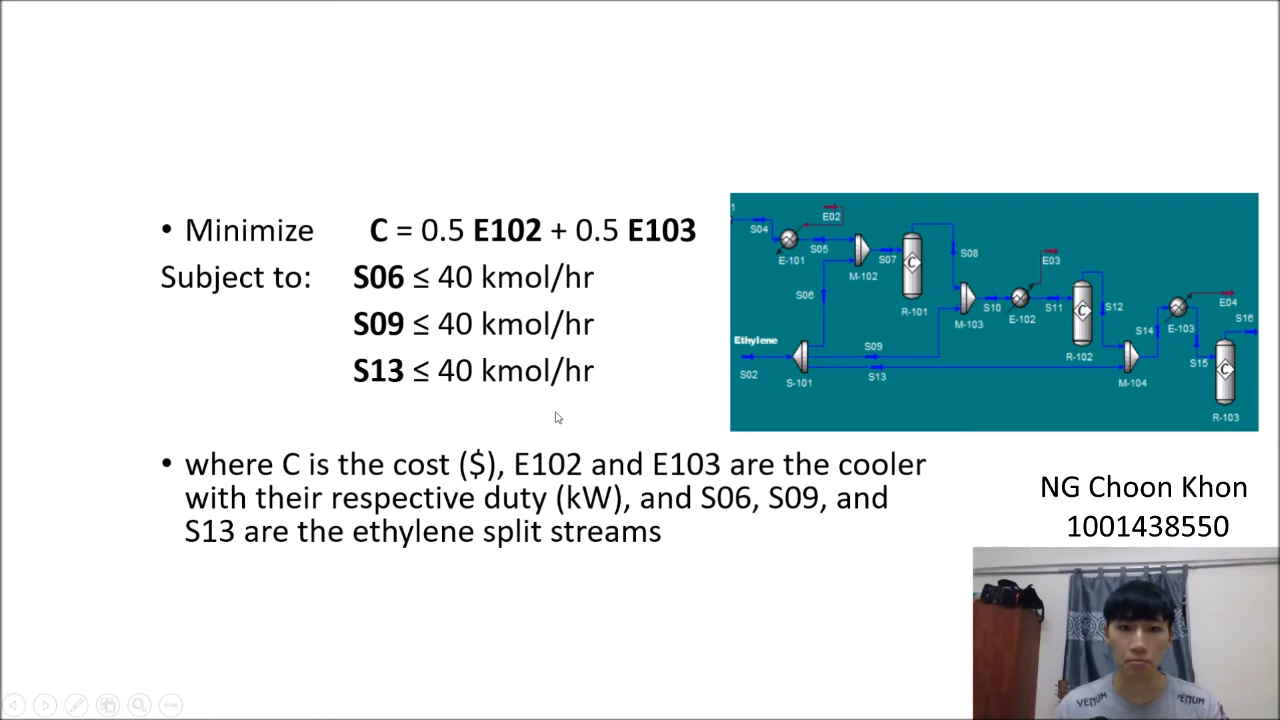 • Minimize C = 0.5 E102 + 0.5 E103
Subject to: S06 ≤ 40 kmol/hr
S09 ≤ 40 kmol/hr
S13 ≤ 40 kmol/hr
• where C is the cost ($), E102 and E103 are the cooler
with their respective duty (kW), and S06, S09, and
S13 are the ethylene split streams
1
S04
E02
E-101
S05
M-102
S07
C
R-101
S08
S06
M-103
S10
E03
E-102
S11
C
R-102
S12
Ethylene
S02
S-101
S09
S13
M-104
S14
E-103
E04
S15
S16
C
R-103
NG Choon Khon
1001438550
VENUM
VENUM